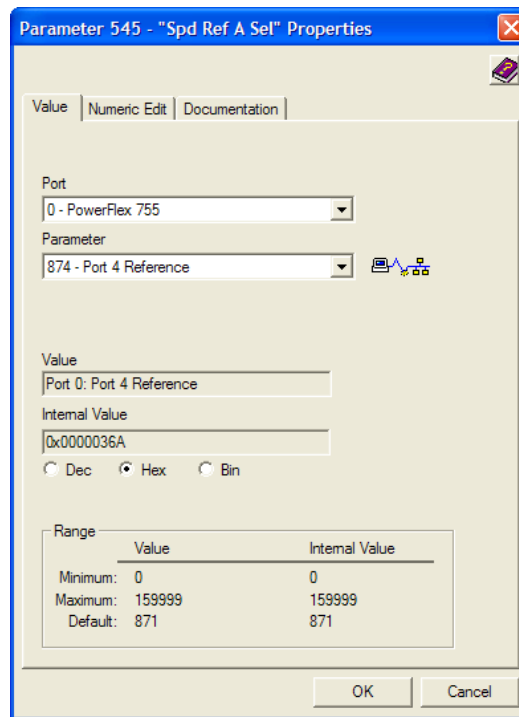 Parameter 545 - "Spd Ref A Sel" Properties
Value Numeric Edit Documentation
Port
0 - PowerFlex 755
Parameter
874 - Port 4 Reference
Value
Port 0: Port 4 Reference
Internal Value
0x0000036A
Dec Hex Bin
Range
Value Internal Value
Minimum: 0 0
Maximum: 159999 159999
Default: 871 871
OK Cancel